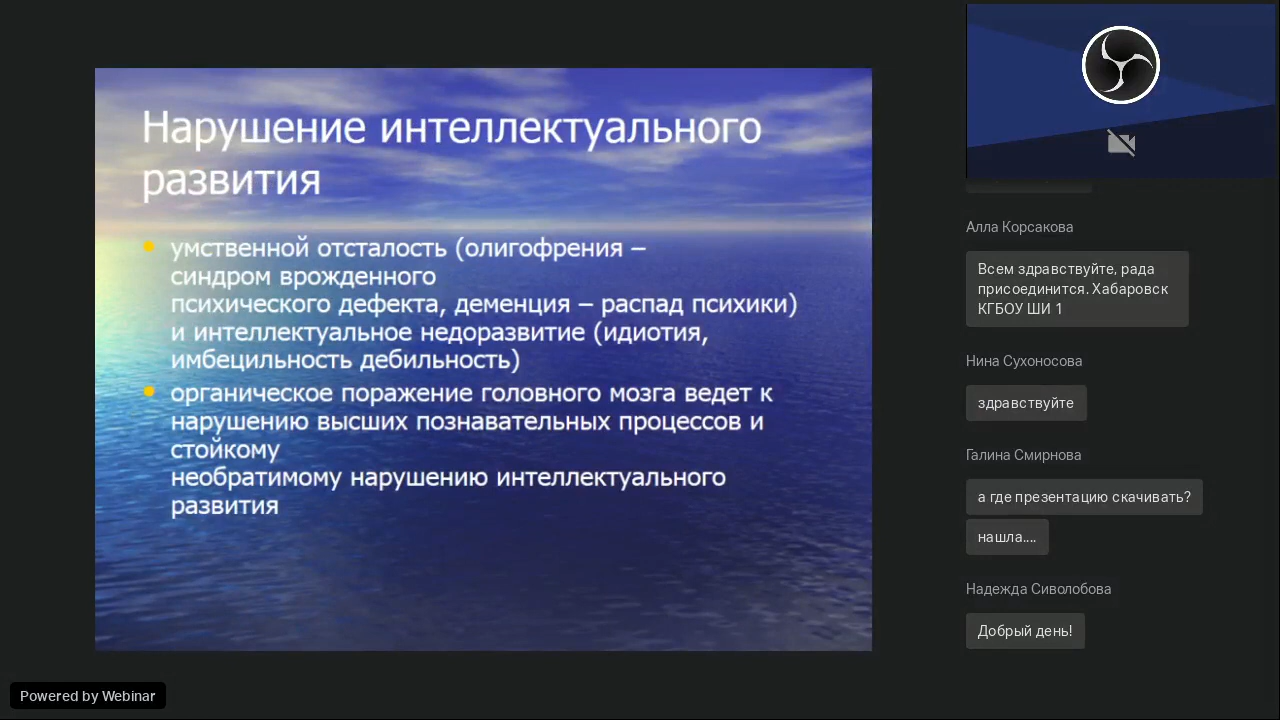 Нарушение интеллектуального
развития
умственной отсталость (олигофрения –
синдром врожденного
психического дефекта, деменция – распад психики)
и интеллектуальное недоразвитие (идиотия,
имбецильность дебильность)
органическое поражение головного мозга ведет к
нарушению высших познавательных процессов и
стойкому
необратимому нарушению интеллектуального
развития
Алла Корсакова
Всем здравствуйте, рада
присоединится. Хабаровск
КГБОУ ШИ 1
Нина Сухоносова
здравствуйте
Галина Смирнова
а где презентацию скачивать?
нашла....
Надежда Сиволобова
Добрый день!
Powered by Webinar